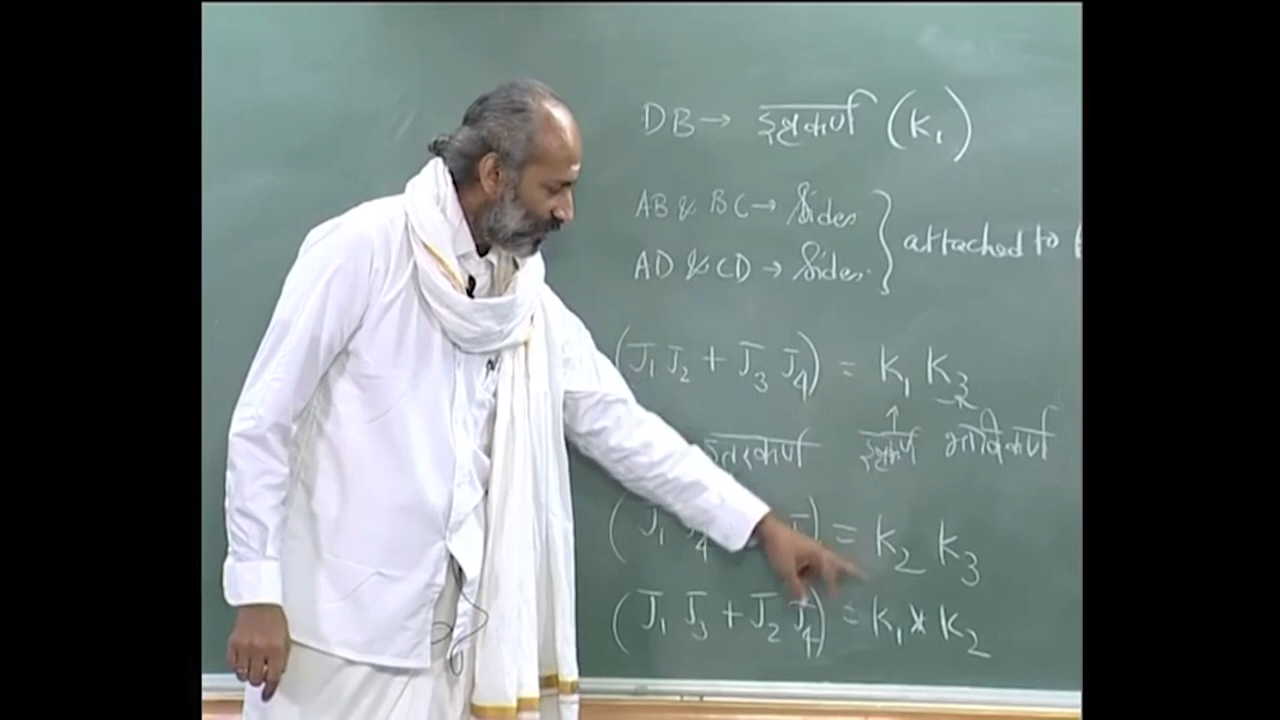 DB → इष्टकर्ण (K₁)
AB & BC → Sides
AD & CD → Sides } attached to
(J₁ J₂ + J₃ J₄) = K₁ K₃
इतरकर्ण ↑ इष्टकर्ण भाविकर्ण
(J₁ J₄ ) = K₂ K₃
(J₁ J₃ + J₂ J₄) = K₁ * K₂